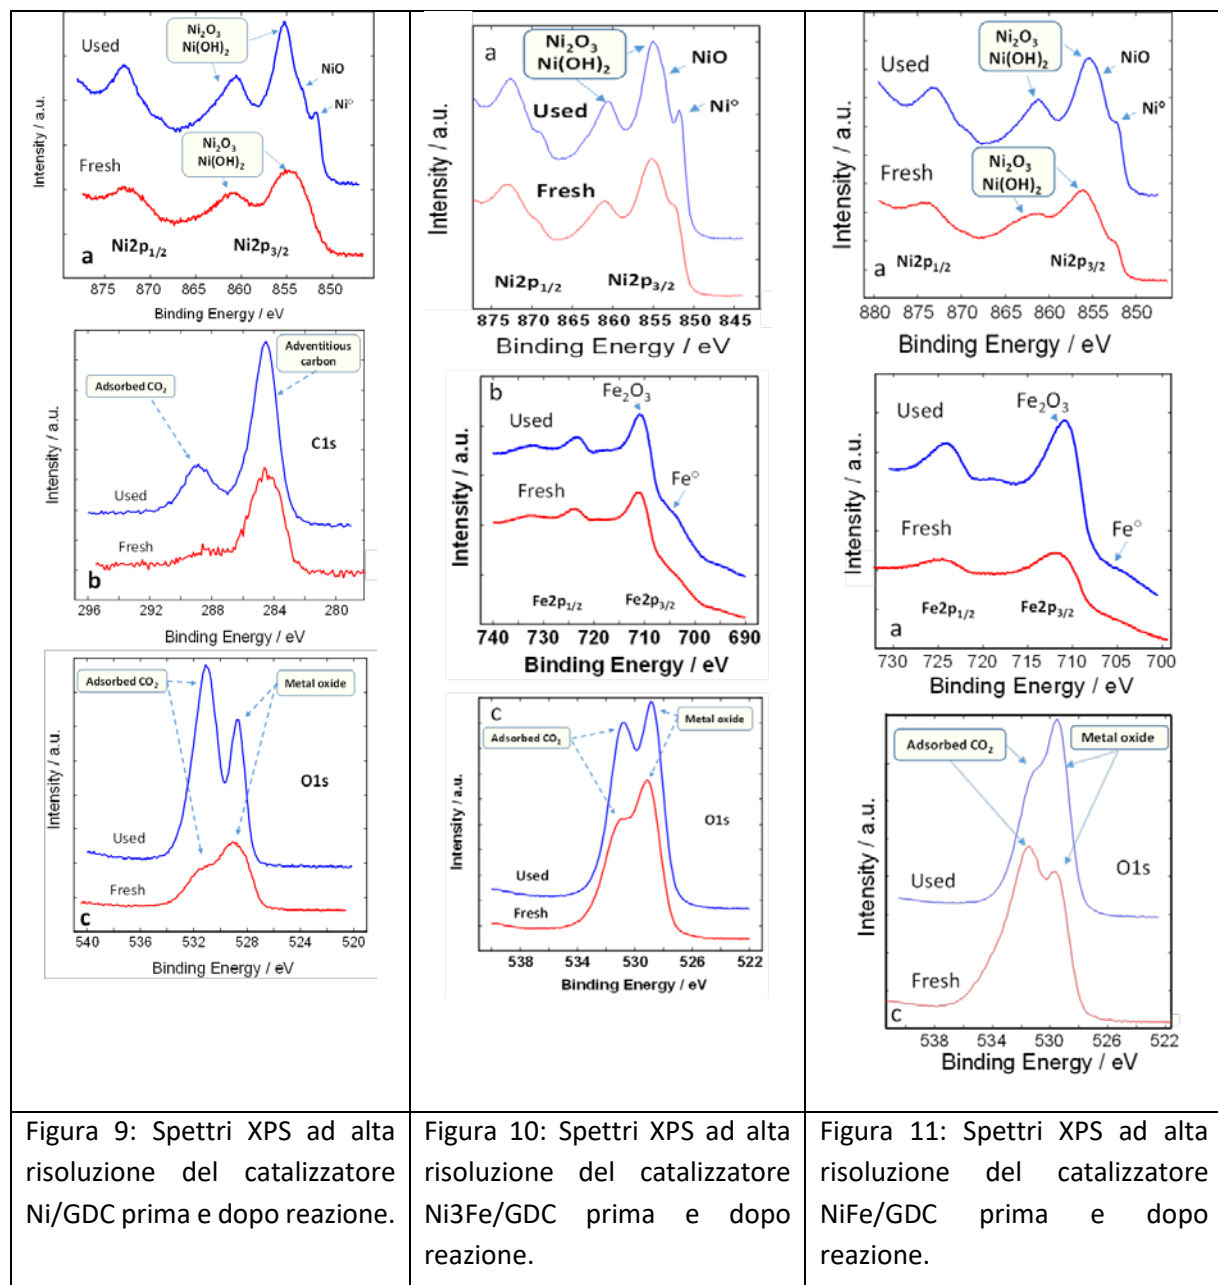 Used
Ni2O3
Ni(OH)2
NiO
Ni°
Fresh
Ni2O3
Ni(OH)2
a
Ni2p1/2
Ni2p3/2
Intensity / a.u.
875 870 865 860 855 850
Binding Energy / eV
Adventitious
carbon
Adsorbed CO2
C1s
Used
Fresh
b
Intensity / a.u.
296 292 288 284 280
Binding Energy / eV
Adsorbed CO2
Metal oxide
O1s
Used
Fresh
c
Intensity / a.u.
540 536 532 528 524 520
Binding Energy / eV
a
Ni2O3
Ni(OH)2
NiO
Used
Ni°
Fresh
Ni2p1/2
Ni2p3/2
Intensity / a.u.
875 870 865 860 855 850 845
Binding Energy / eV
b
Fe2O3
Used
Fe°
Fresh
Fe2p1/2
Fe2p3/2
Intensity / a.u.
740 730 720 710 700 690
Binding Energy / eV
c
Metal oxide
Adsorbed CO2
O1s
Used
Fresh
Intensity / a.u.
538 534 530 526 522
Binding Energy / eV
Ni2O3
Ni(OH)2
NiO
Used
Ni°
Ni2O3
Ni(OH)2
Fresh
a
Ni2p1/2
Ni2p3/2
Intensity / a.u.
880 875 870 865 860 855 850
Binding Energy / eV
Used
Fe2O3
Fresh
Fe°
Fe2p1/2
Fe2p3/2
a
Intensity / a.u.
730 725 720 715 710 705 700
Binding Energy / eV
Adsorbed CO2
Metal oxide
O1s
Used
Fresh
c
Intensity / a.u.
538 534 530 526 522
Binding Energy / eV
Figura 9: Spettri XPS ad alta
risoluzione del catalizzatore
Ni/GDC prima e dopo reazione.
Figura 10: Spettri XPS ad alta
risoluzione del catalizzatore
Ni3Fe/GDC prima e dopo
reazione.
Figura 11: Spettri XPS ad alta
risoluzione del catalizzatore
NiFe/GDC prima e dopo
reazione.